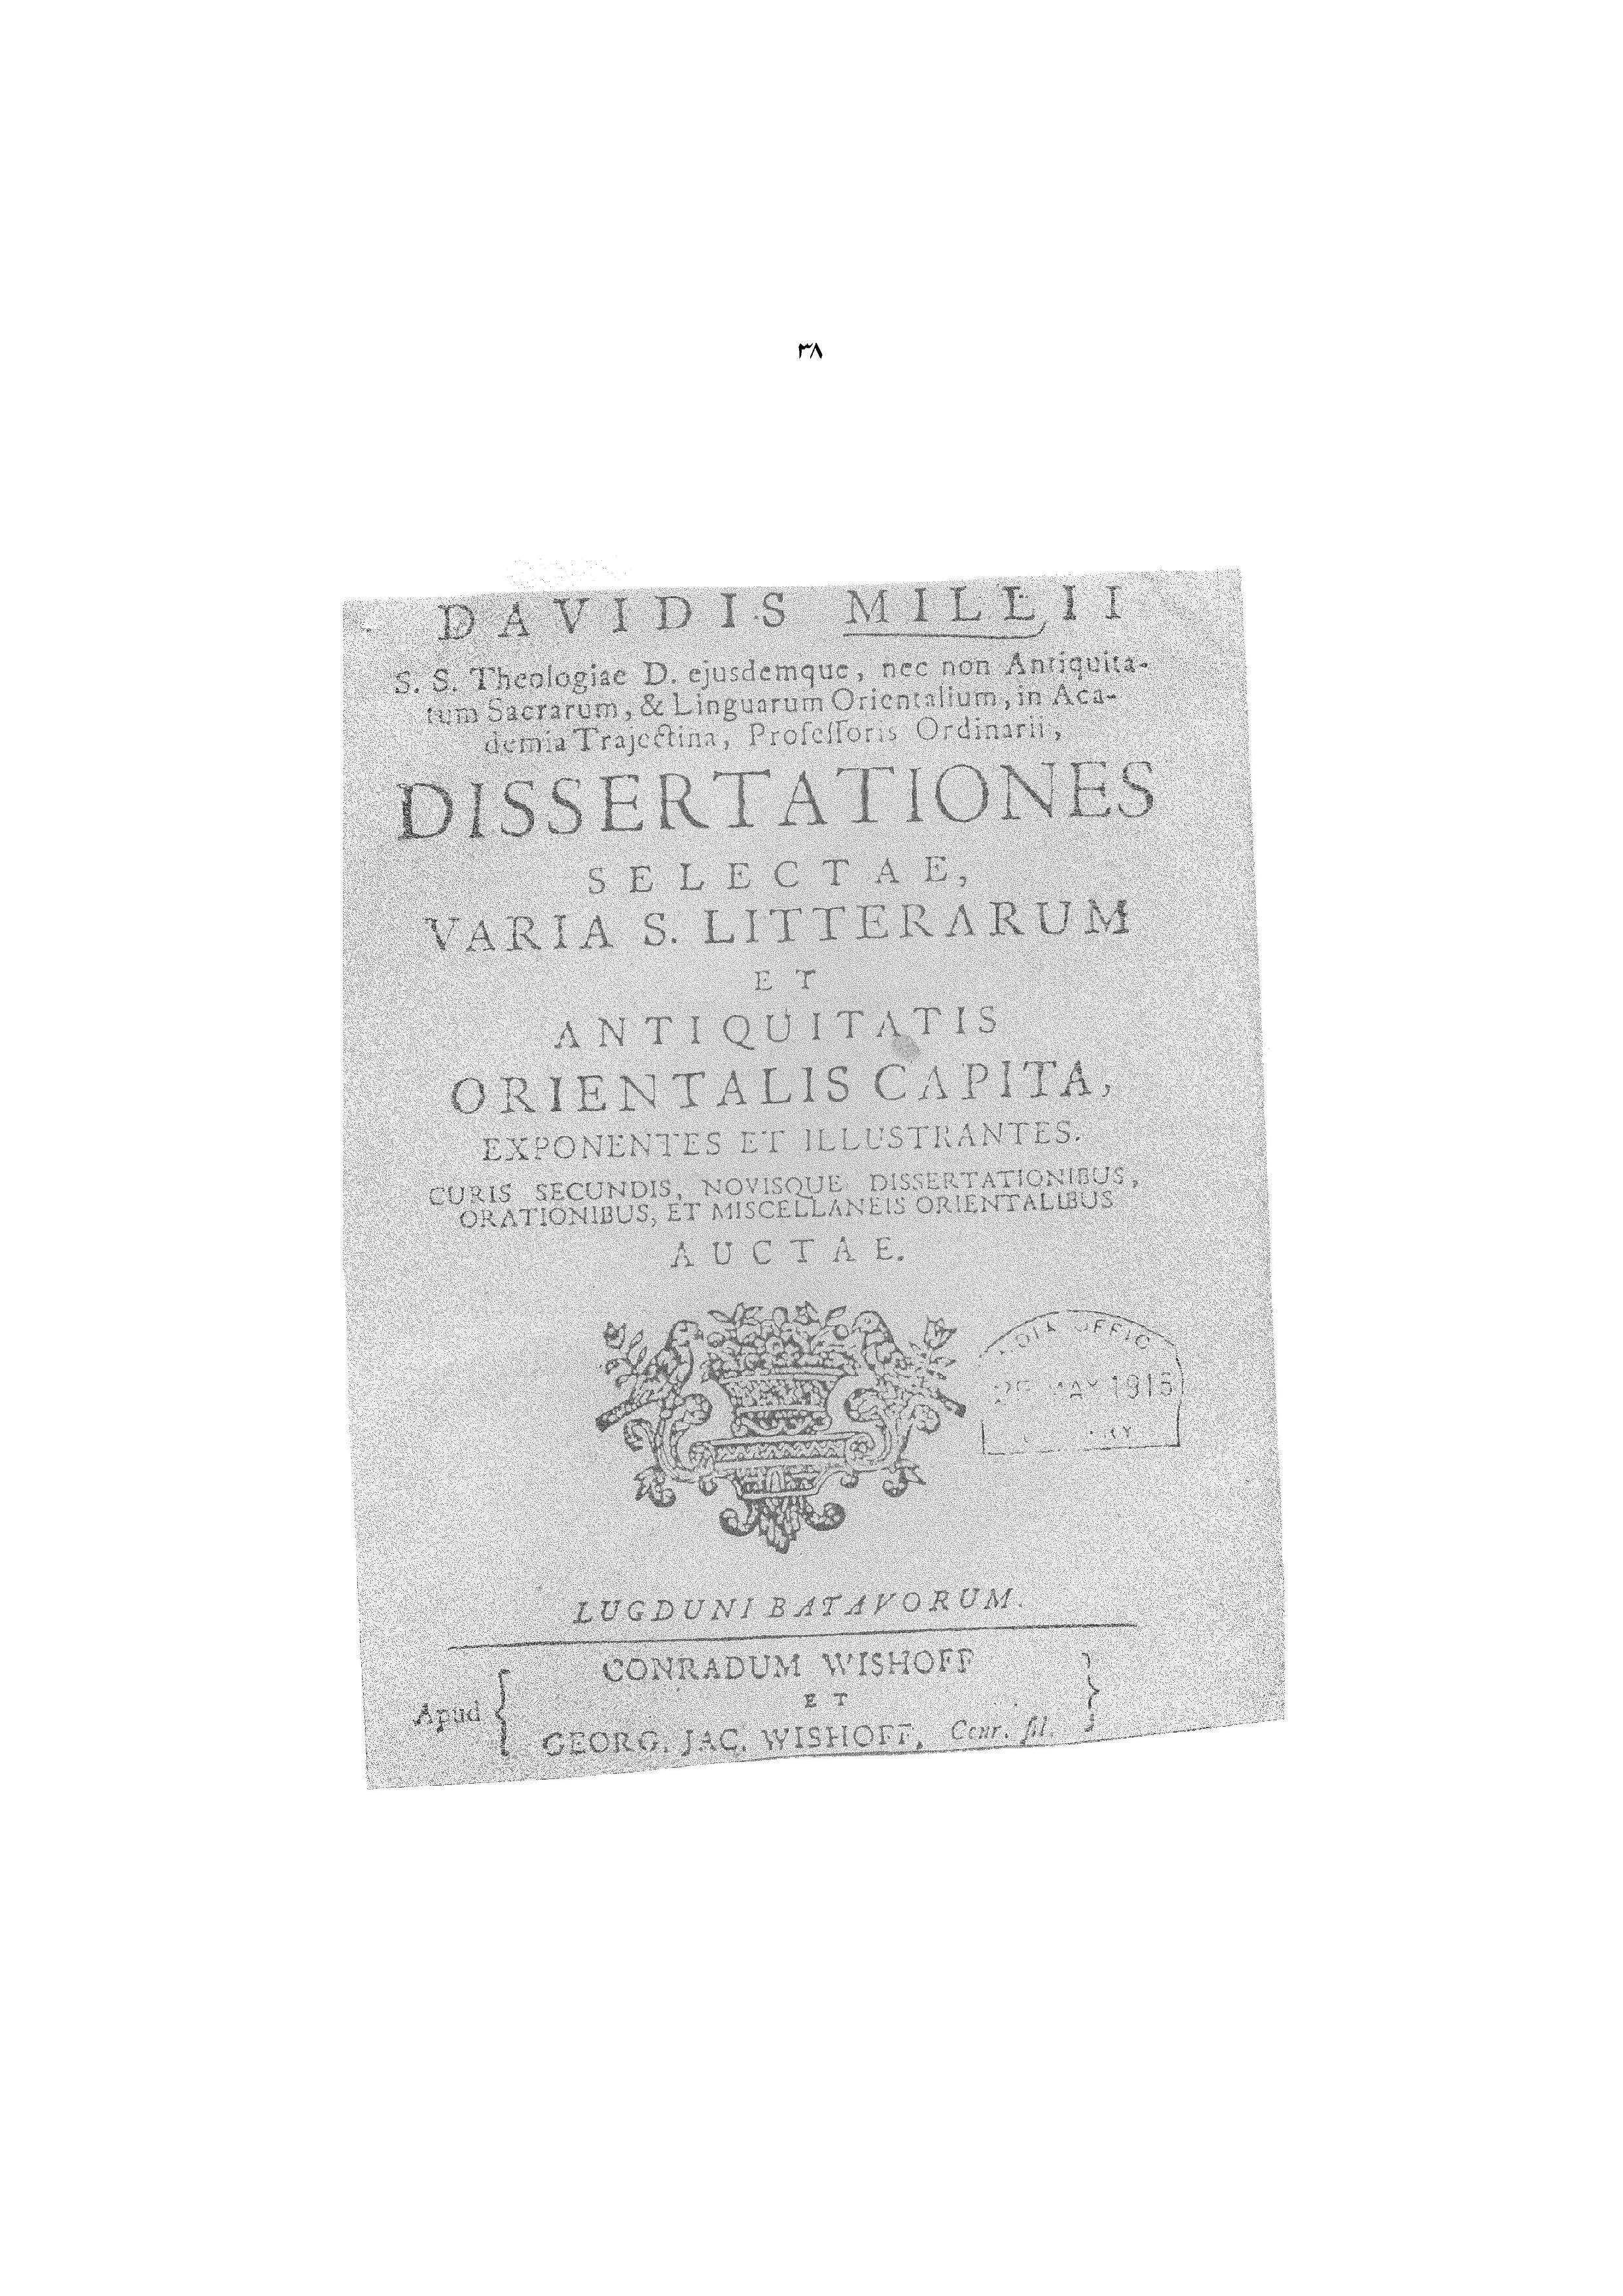 ۳۸
DAVIDIS MILLII
S. S. Theologiae D. ejusdemque, nec non Antiquita-
tum Sacrarum, & Linguarum Orientalium, in Aca-
demia Trajectina, Professoris Ordinarii,
DISSERTATIONES
SELECTAE,
VARIA S. LITTERARUM
ET
ANTIQUITATIS
ORIENTALIS CAPITA,
EXPONENTES ET ILLUSTRANTES.
CURIS SECUNDIS, NOVISQUE DISSERTATIONIBUS,
ORATIONIBUS, ET MISCELLANEIS ORIENTALIBUS
AUCTAE.
MAY 1915
LUGDUNI BATAVORUM.
CONRADUM WISHOFF
Apud { ET }
GEORG. JAC. WISHOFF, Conr. fil.